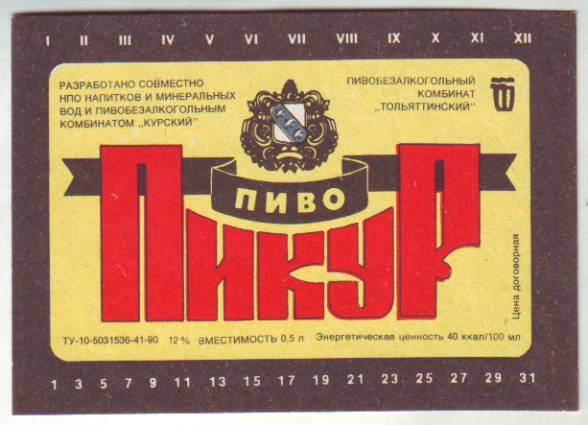 I II III IV V VI VII VIII IX X XI XII
РАЗРАБОТАНО СОВМЕСТНО
НПО НАПИТКОВ И МИНЕРАЛЬНЫХ
ВОД И ПИВОБЕЗАЛКОГОЛЬНЫМ
КОМБИНАТОМ „КУРСКИЙ"
ПИВОБЕЗАЛКОГОЛЬНЫЙ
КОМБИНАТ
„ТОЛЬЯТТИНСКИЙ"
ПИВО
ПИКУР
Цена договорная
ТУ-10-5031536-41-90 12 % ВМЕСТИМОСТЬ 0,5 л Энергетическая ценность 40 ккал/100 мл
1 3 5 7 9 11 13 15 17 19 21 23 25 27 29 31